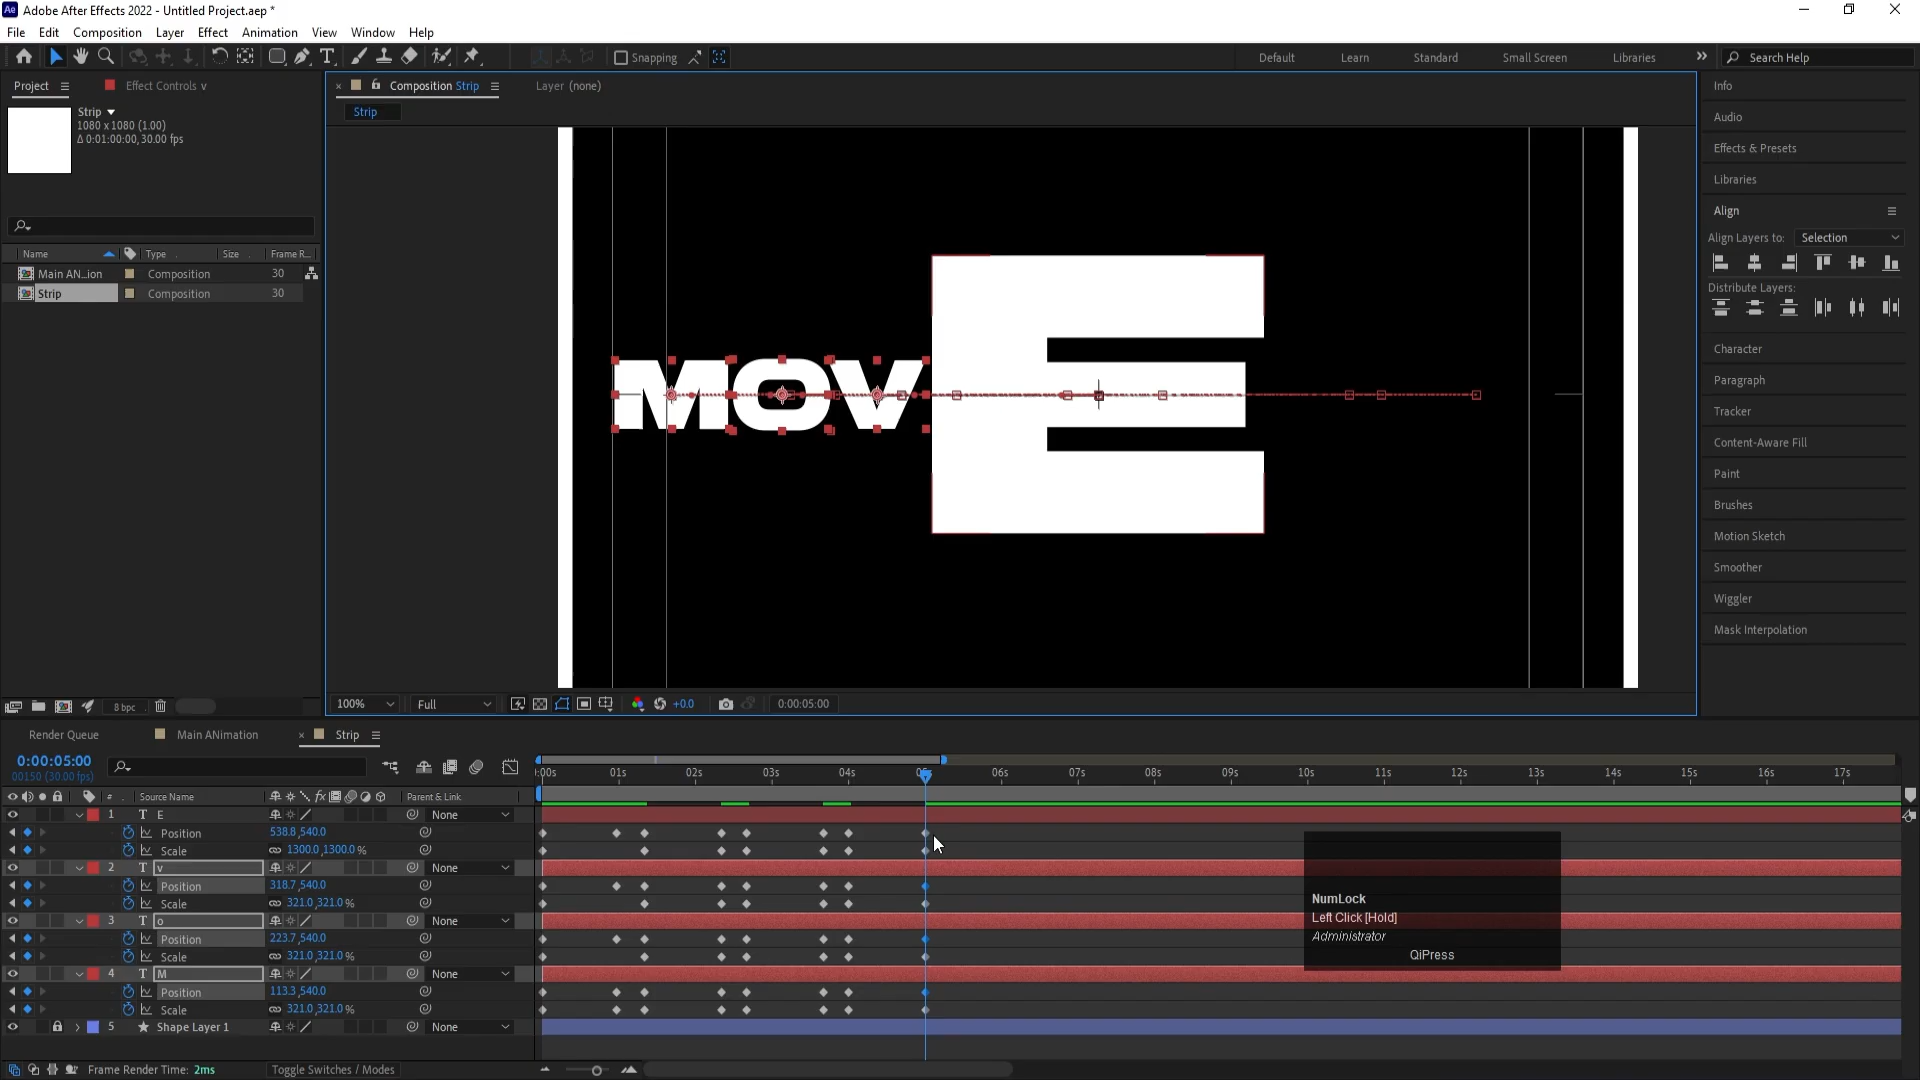 Ae Adobe After Effects 2022 - Untitled Project.aep *
File Edit Composition Layer Effect Animation View Window Help
Snapping
Default Learn Standard Small Screen Libraries Search Help
Project
Effect Controls
Composition Strip
Layer (none)
Strip
Strip
1080 x 1080 (1.00)
Δ 0:01:00:00, 30.00 fps
Name Type Size Frame R...
Main AN...ion Composition 30
Strip Composition 30
8 bpc
MOVE
100% Full +0.0 0:00:05:00
Info
Audio
Effects & Presets
Libraries
Align
Align Layers to: Selection
Distribute Layers:
Character
Paragraph
Tracker
Content-Aware Fill
Paint
Brushes
Motion Sketch
Smoother
Wiggler
Mask Interpolation
Render Queue Main ANimation Strip
0:00:05:00
00150 (30.00 fps)
:00s 01s 02s 03s 04s 05s 06s 07s 08s 09s 10s 11s 12s 13s 14s 15s 16s 17s
# Source Name fx Parent & Link
1 T E None
Position 538.8,540.0
Scale 1300.0,1300.0 %
2 T v None
Position 318.7,540.0
Scale 321.0,321.0 %
3 T o None
Position 223.7,540.0
Scale 321.0,321.0 %
4 T M None
Position 113.3,540.0
Scale 321.0,321.0 %
5 Shape Layer 1 None
NumLock
Left Click [Hold]
Administrator
QiPress
Frame Render Time: 2ms Toggle Switches / Modes